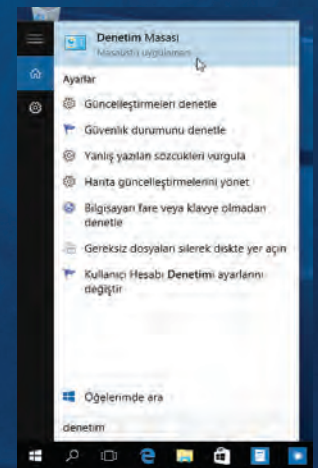 Denetim Masası
Masaüstü uygulaması
Ayarlar
Güncelleştirmeleri denetle
Güvenlik durumunu denetle
Yanlış yazılan sözcükleri vurgula
Harita güncelleştirmelerini yönet
Bilgisayarı fare veya klavye olmadan
denetle
Gereksiz dosyaları silerek diskte yer açın
Kullanıcı Hesabı Denetimi ayarlarını
değiştir
Öğelerimde ara
denetim